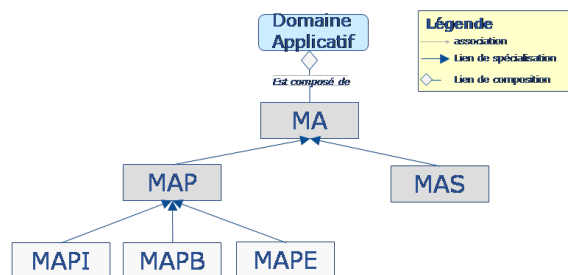 Domaine
Applicatif
Légende
association
Lien de spécialisation
Lien de composition
Est composé de
MA
MAP
MAS
MAPI
MAPB
MAPE